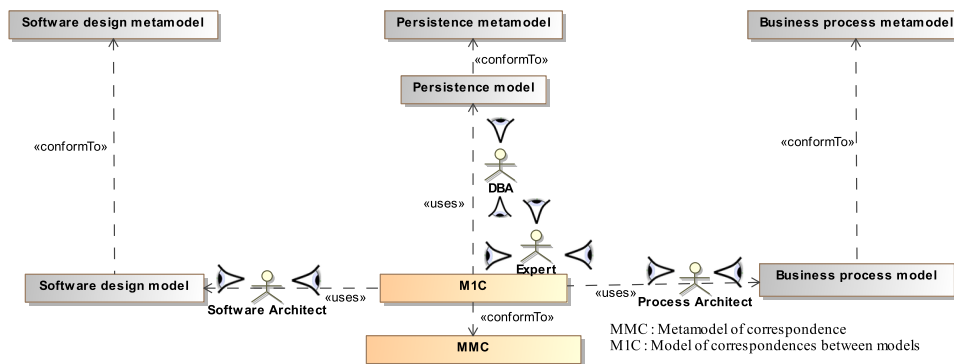 Software design metamodel
Persistence metamodel
Business process metamodel
«conformTo»
Persistence model
«conformTo»
«conformTo»
DBA
«uses»
Expert
Software design model
M1C
Business process model
Software Architect
«uses»
«uses»
Process Architect
«conformTo»
MMC
MMC : Metamodel of correspondence
M1C : Model of correspondences between models